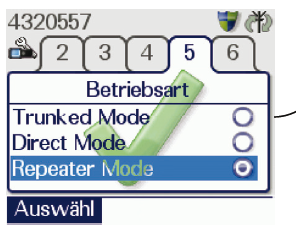 4320557
2 3 4 5 6
Betriebsart
Trunked Mode
Direct Mode
Repeater Mode
Auswähl